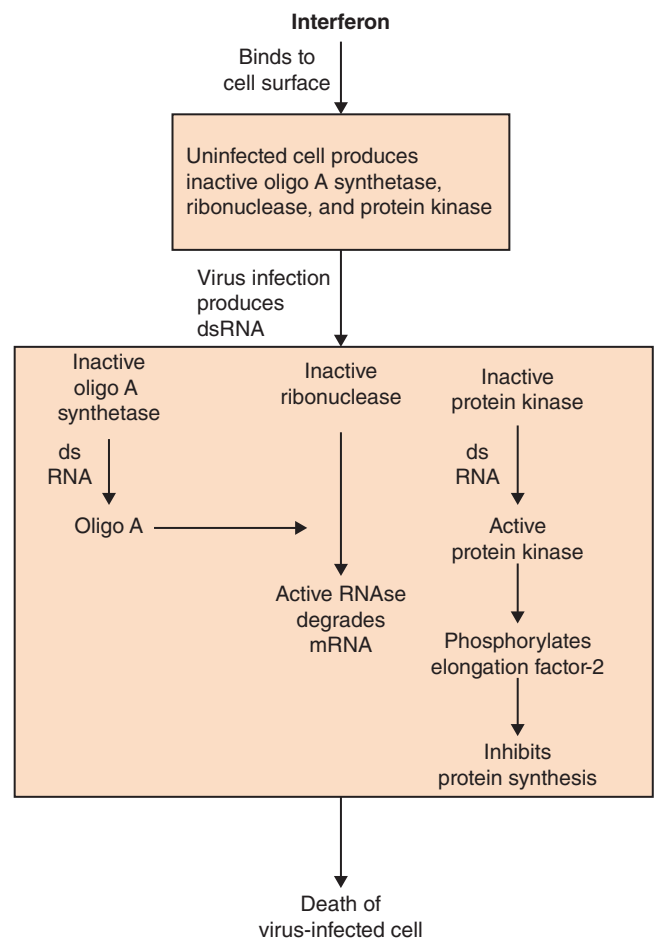 Interferon
Binds to
cell surface
Uninfected cell produces
inactive oligo A synthetase,
ribonuclease, and protein kinase
Virus infection
produces
dsRNA
Inactive
oligo A
synthetase
ds
RNA
Oligo A
Inactive
ribonuclease
Active RNAse
degrades
mRNA
Inactive
protein kinase
ds
RNA
Active
protein kinase
Phosphorylates
elongation factor-2
Inhibits
protein synthesis
Death of
virus-infected cell